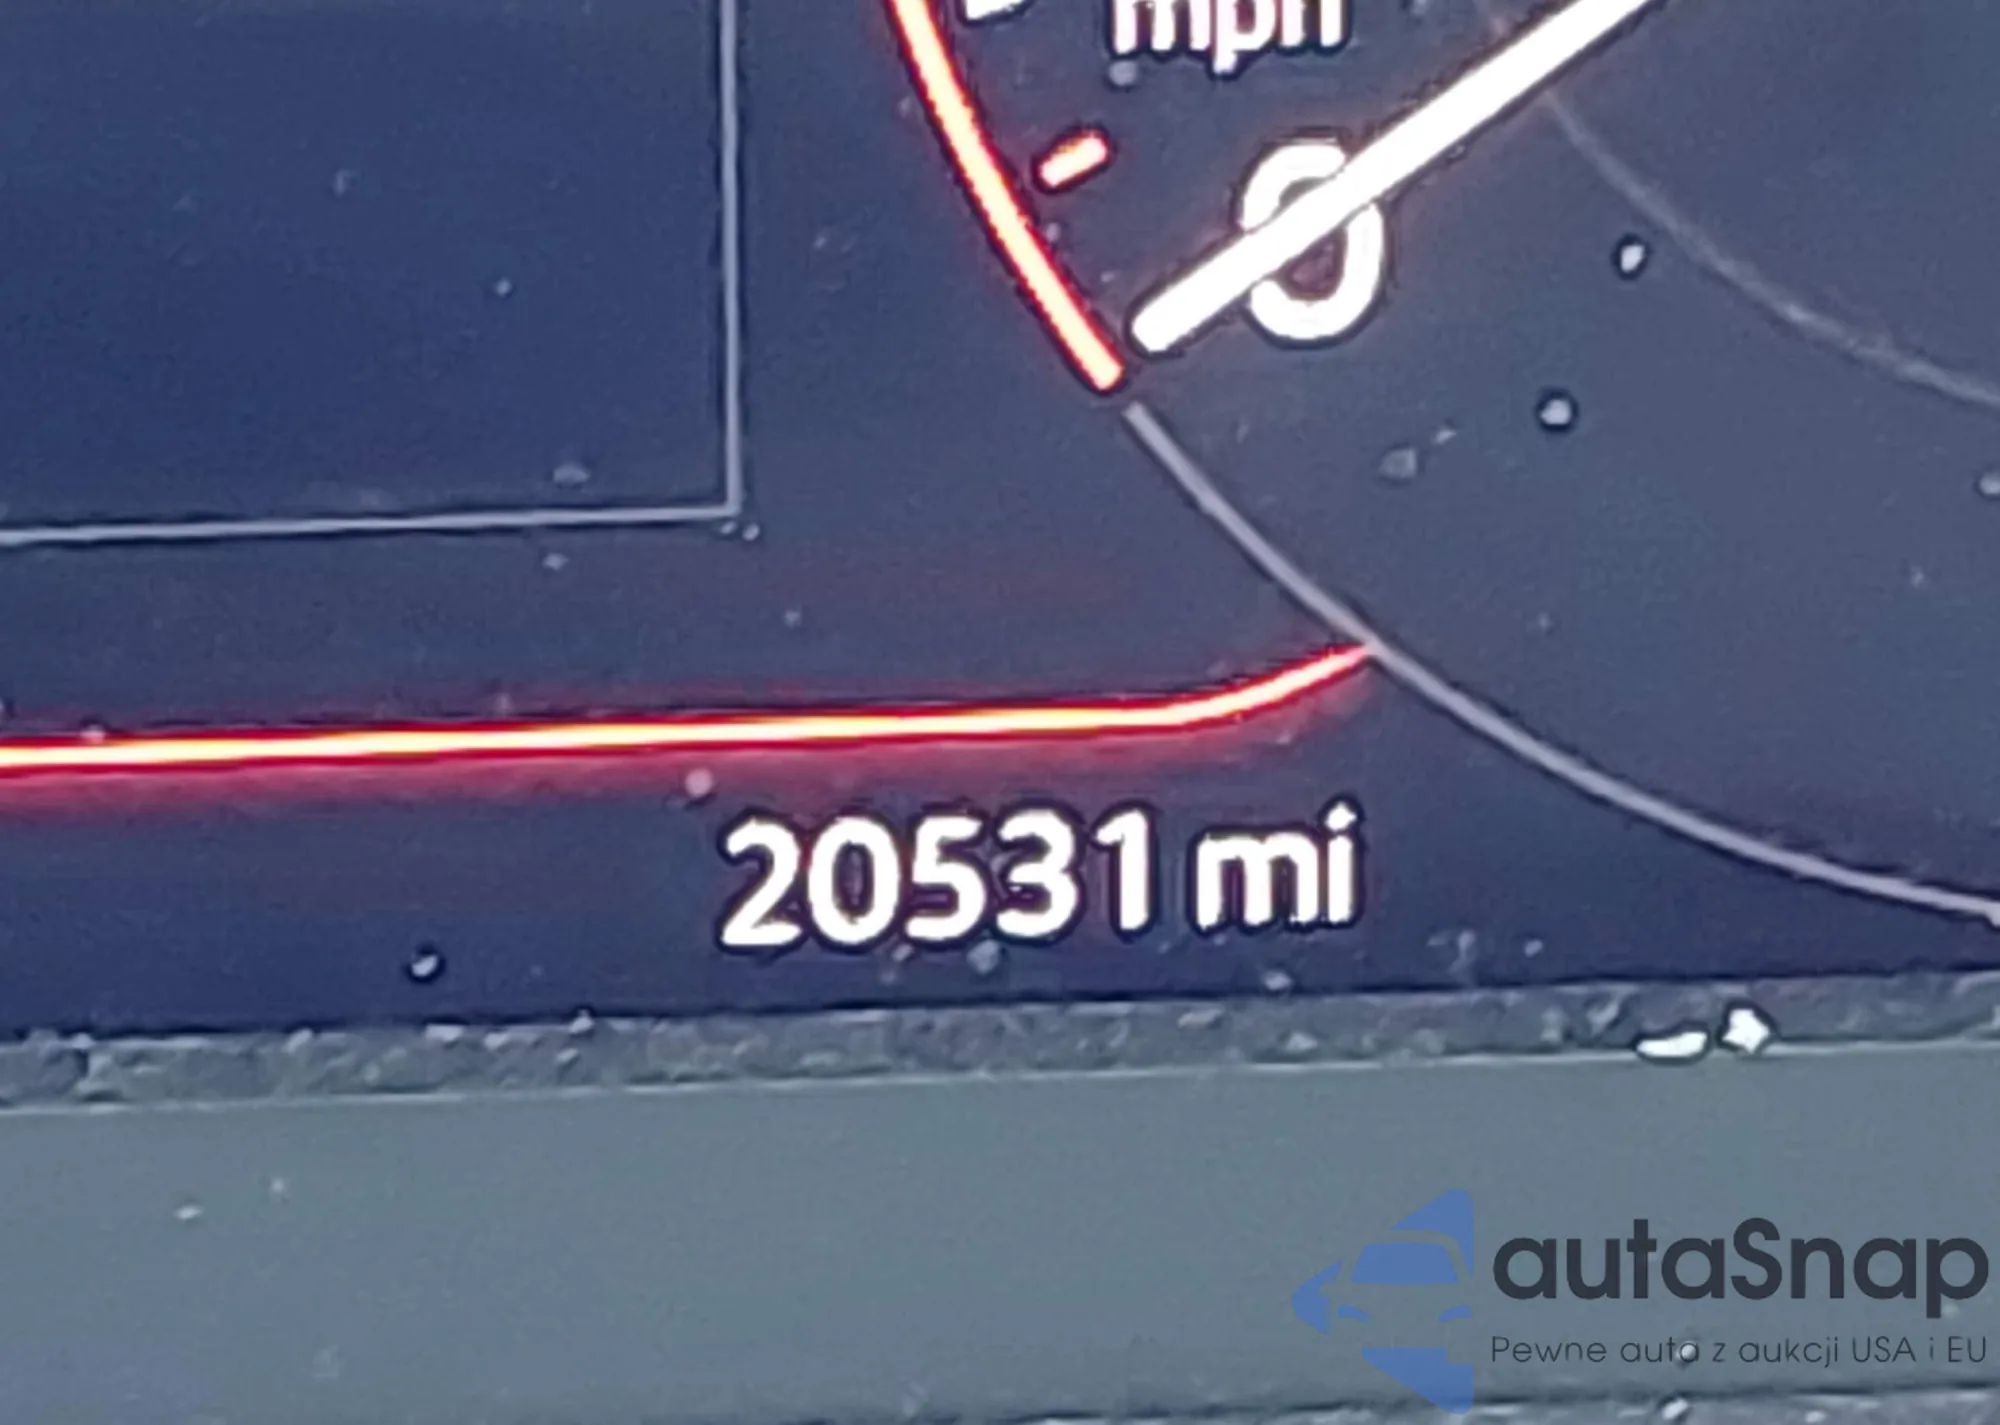 mph
0
20531 mi
autaSnap
Pewne auta z aukcji USA i EU